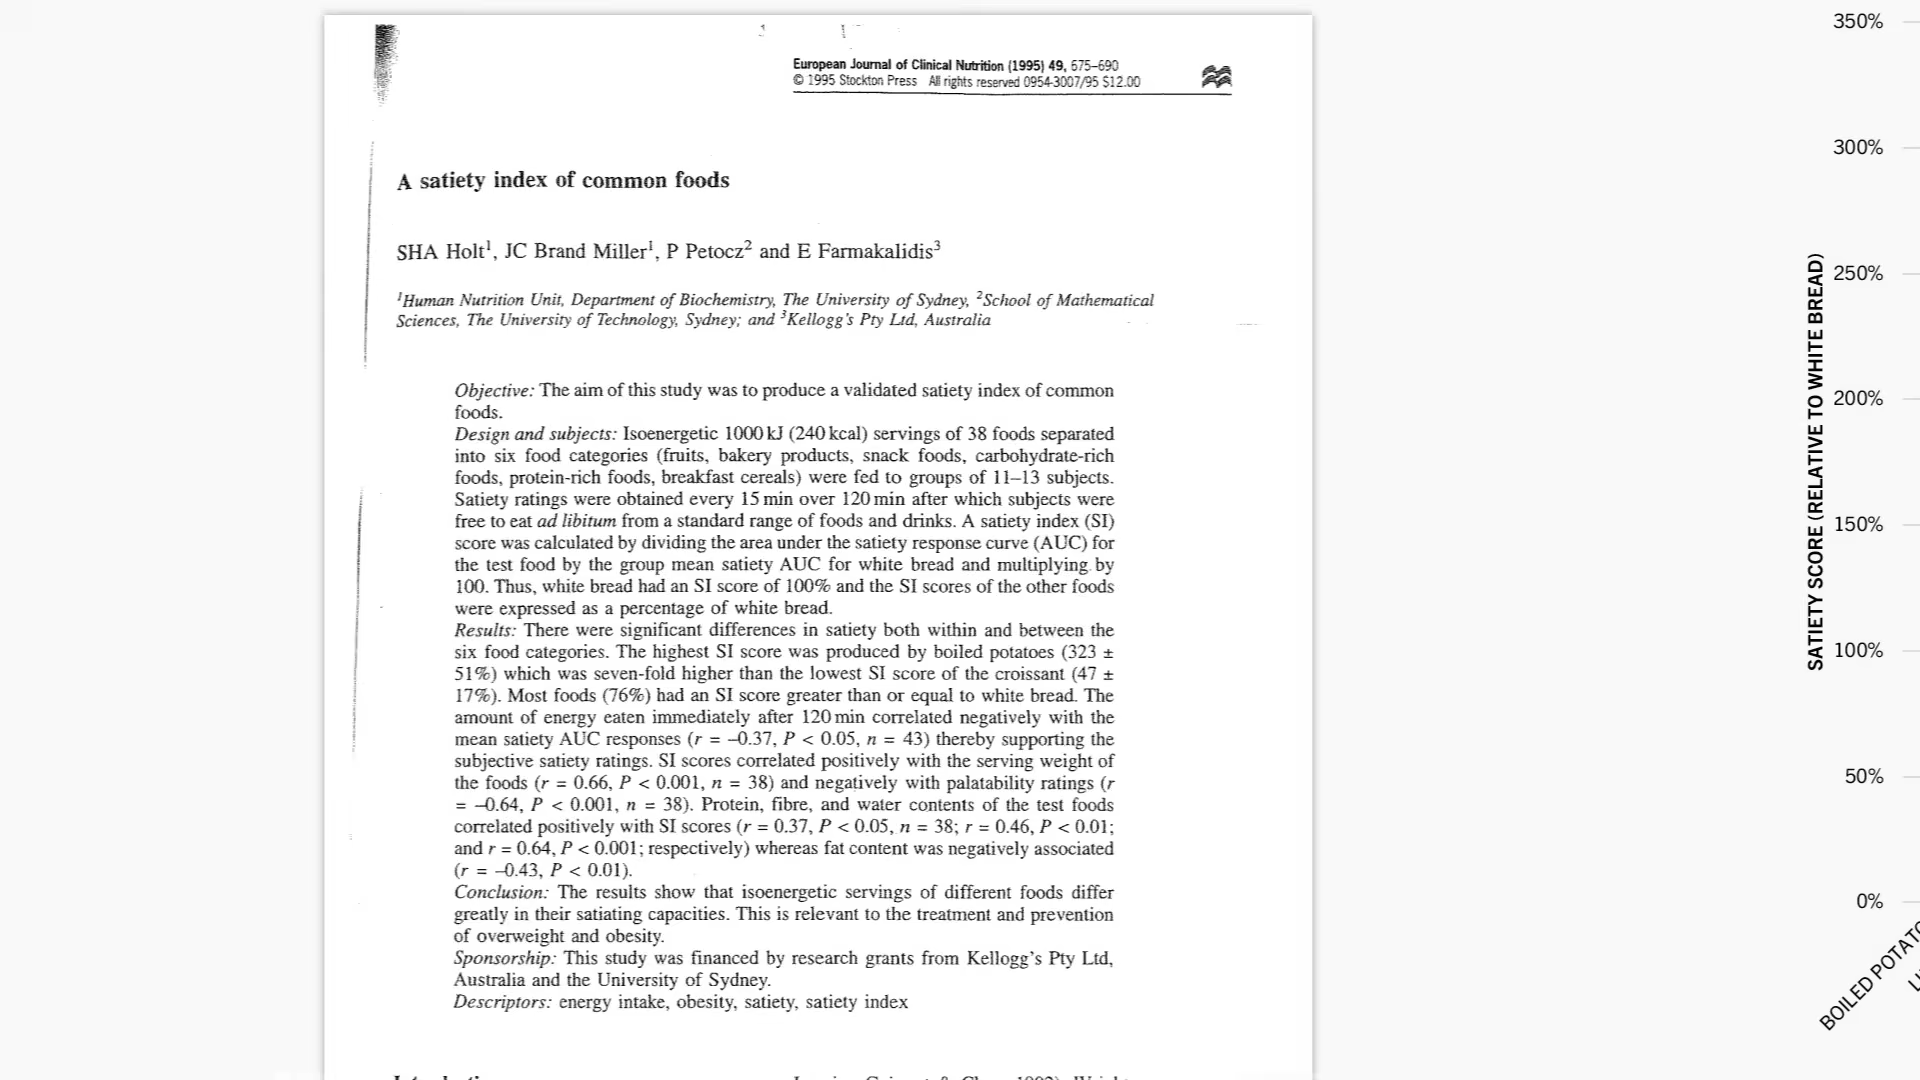 European Journal of Clinical Nutrition (1995) 49, 675–690
© 1995 Stockton Press All rights reserved 0954-3007/95 $12.00
A satiety index of common foods
SHA Holt¹, JC Brand Miller¹, P Petocz² and E Farmakalidis³
¹Human Nutrition Unit, Department of Biochemistry, The University of Sydney, ²School of Mathematical
Sciences, The University of Technology, Sydney; and ³Kellogg's Pty Ltd, Australia
Objective: The aim of this study was to produce a validated satiety index of common
foods.
Design and subjects: Isoenergetic 1000 kJ (240 kcal) servings of 38 foods separated
into six food categories (fruits, bakery products, snack foods, carbohydrate-rich
foods, protein-rich foods, breakfast cereals) were fed to groups of 11–13 subjects.
Satiety ratings were obtained every 15 min over 120 min after which subjects were
free to eat ad libitum from a standard range of foods and drinks. A satiety index (SI)
score was calculated by dividing the area under the satiety response curve (AUC) for
the test food by the group mean satiety AUC for white bread and multiplying by
100. Thus, white bread had an SI score of 100% and the SI scores of the other foods
were expressed as a percentage of white bread.
Results: There were significant differences in satiety both within and between the
six food categories. The highest SI score was produced by boiled potatoes (323 ±
51%) which was seven-fold higher than the lowest SI score of the croissant (47 ±
17%). Most foods (76%) had an SI score greater than or equal to white bread. The
amount of energy eaten immediately after 120 min correlated negatively with the
mean satiety AUC responses (r = –0.37, P < 0.05, n = 43) thereby supporting the
subjective satiety ratings. SI scores correlated positively with the serving weight of
the foods (r = 0.66, P < 0.001, n = 38) and negatively with palatability ratings (r
= –0.64, P < 0.001, n = 38). Protein, fibre, and water contents of the test foods
correlated positively with SI scores (r = 0.37, P < 0.05, n = 38; r = 0.46, P < 0.01;
and r = 0.64, P < 0.001; respectively) whereas fat content was negatively associated
(r = –0.43, P < 0.01).
Conclusion: The results show that isoenergetic servings of different foods differ
greatly in their satiating capacities. This is relevant to the treatment and prevention
of overweight and obesity.
Sponsorship: This study was financed by research grants from Kellogg's Pty Ltd,
Australia and the University of Sydney.
Descriptors: energy intake, obesity, satiety, satiety index
SATIETY SCORE (RELATIVE TO WHITE BREAD)
350%
300%
250%
200%
150%
100%
50%
0%
BOILED